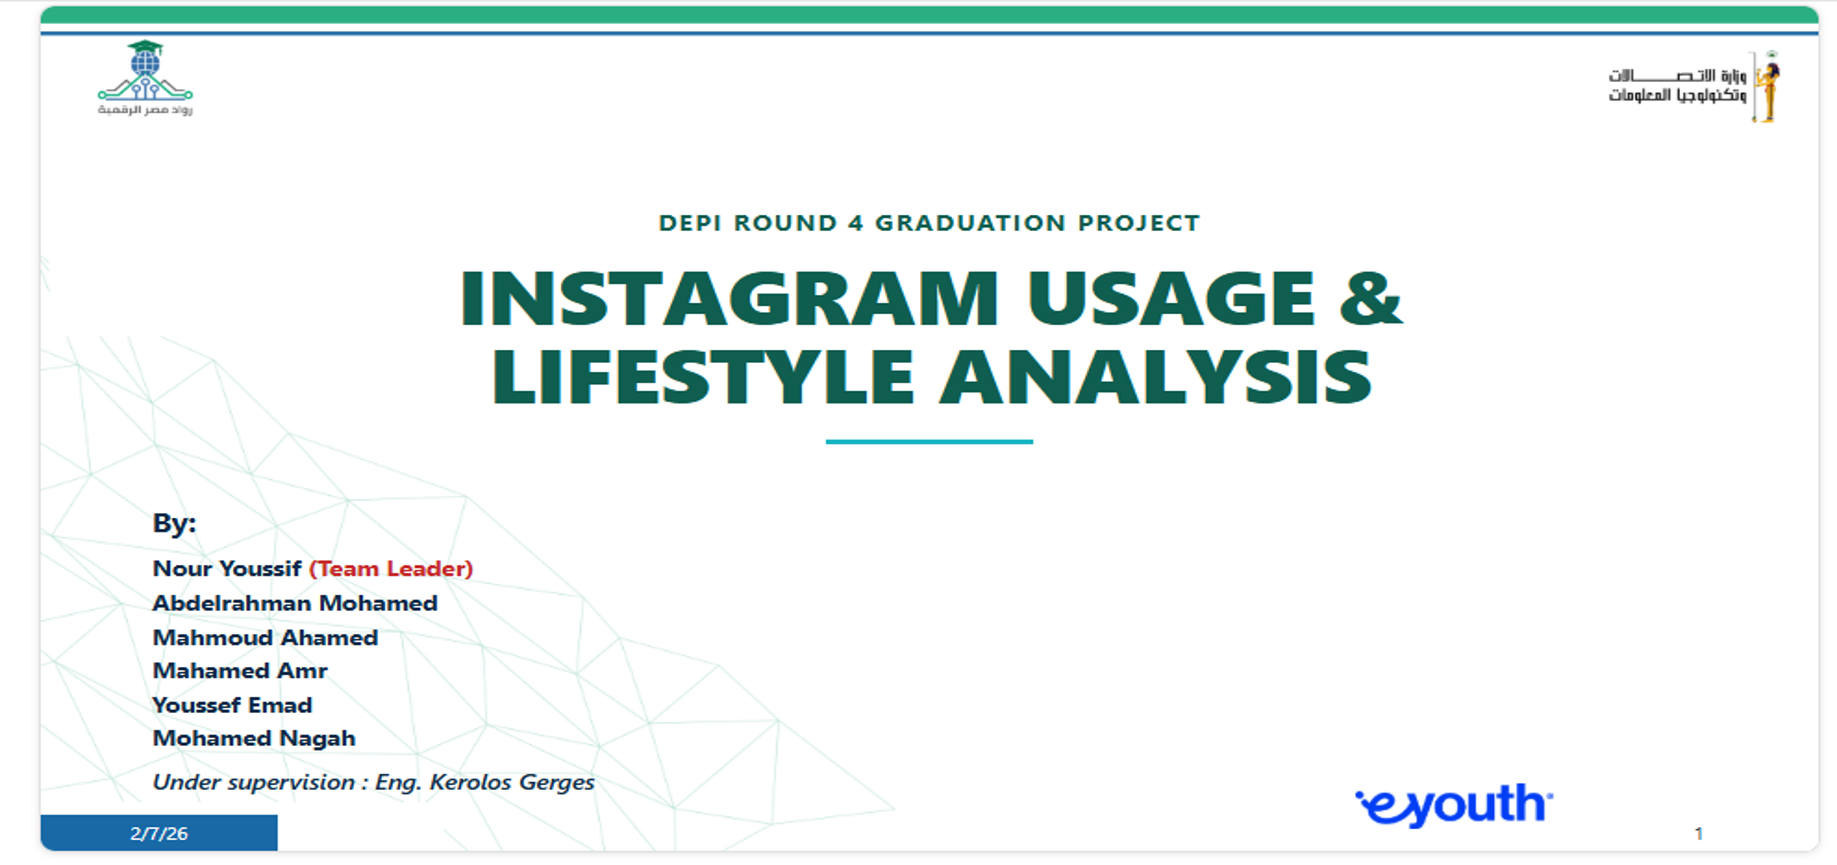 رواد مصر الرقمية
وزارة الاتصـــــالات
وتكنولوجيا المعلومات
DEPI ROUND 4 GRADUATION PROJECT
INSTAGRAM USAGE &
LIFESTYLE ANALYSIS
By:
Nour Youssif (Team Leader)
Abdelrahman Mohamed
Mahmoud Ahamed
Mahamed Amr
Youssef Emad
Mohamed Nagah
Under supervision : Eng. Kerolos Gerges
eyouth
2/7/26
1